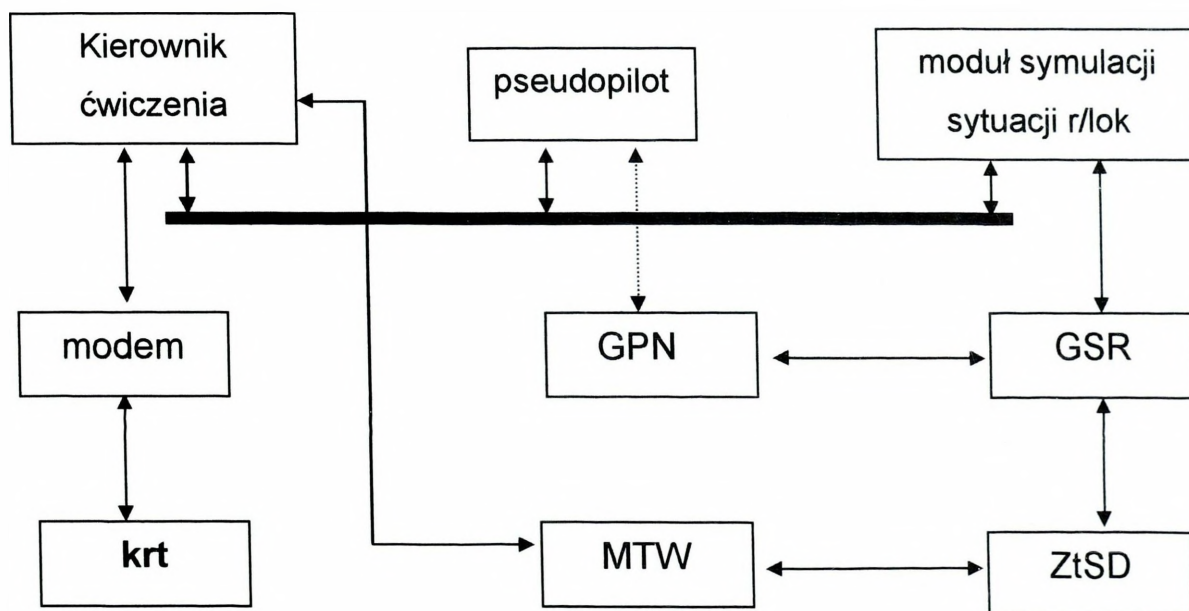 Kierownik
ćwiczenia
pseudopilot
moduł symulacji
sytuacji r/lok
modem
GPN
GSR
krt
MTW
ZtSD